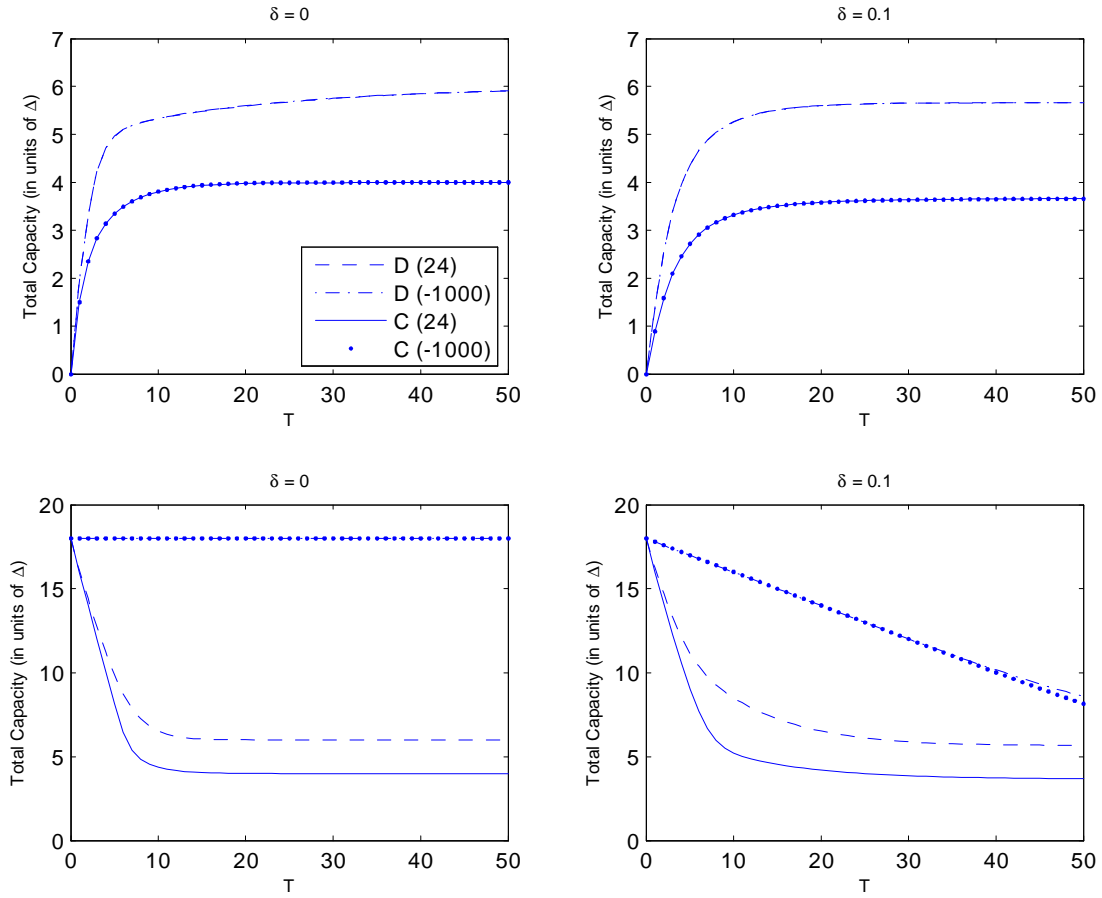 δ = 0
7
6
5
4
3
2
1
0
Total Capacity (in units of Δ)
D (24)
D (-1000)
C (24)
C (-1000)
0 10 20 30 40 50
T
δ = 0.1
7
6
5
4
3
2
1
0
Total Capacity (in units of Δ)
0 10 20 30 40 50
T
δ = 0
20
15
10
5
0
Total Capacity (in units of Δ)
0 10 20 30 40 50
T
δ = 0.1
20
15
10
5
0
Total Capacity (in units of Δ)
0 10 20 30 40 50
T